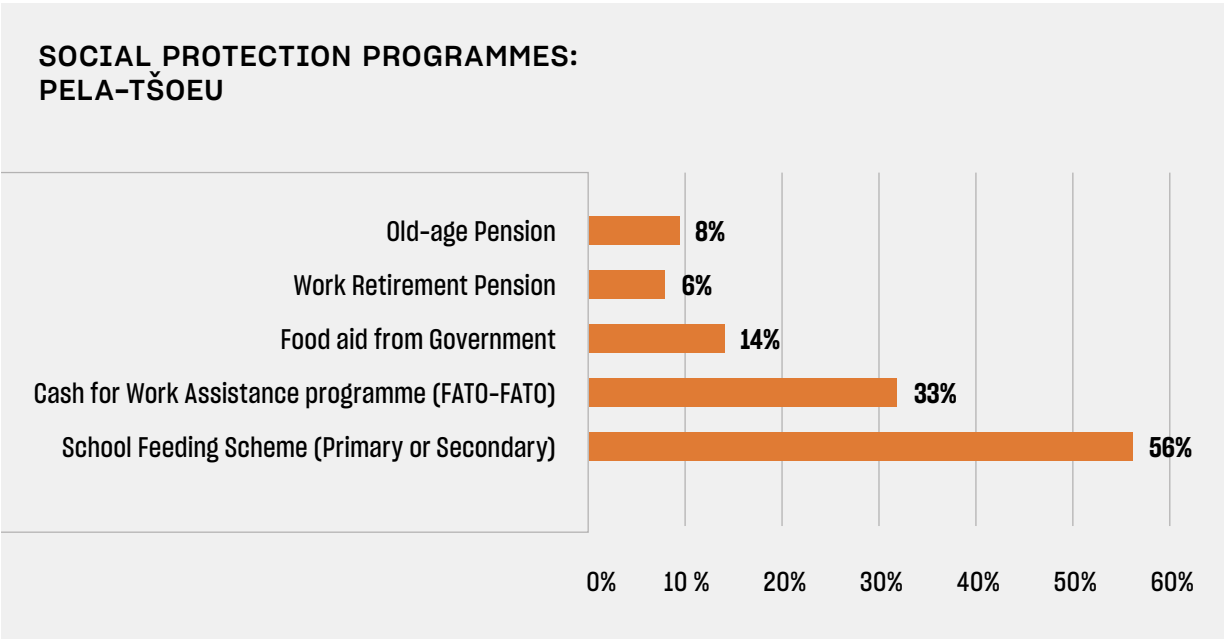 SOCIAL PROTECTION PROGRAMMES:
PELA-TŠOEU
Old-age Pension 8%
Work Retirement Pension 6%
Food aid from Government 14%
Cash for Work Assistance programme (FATO-FATO) 33%
School Feeding Scheme (Primary or Secondary) 56%
0% 10 % 20% 30% 40% 50% 60%